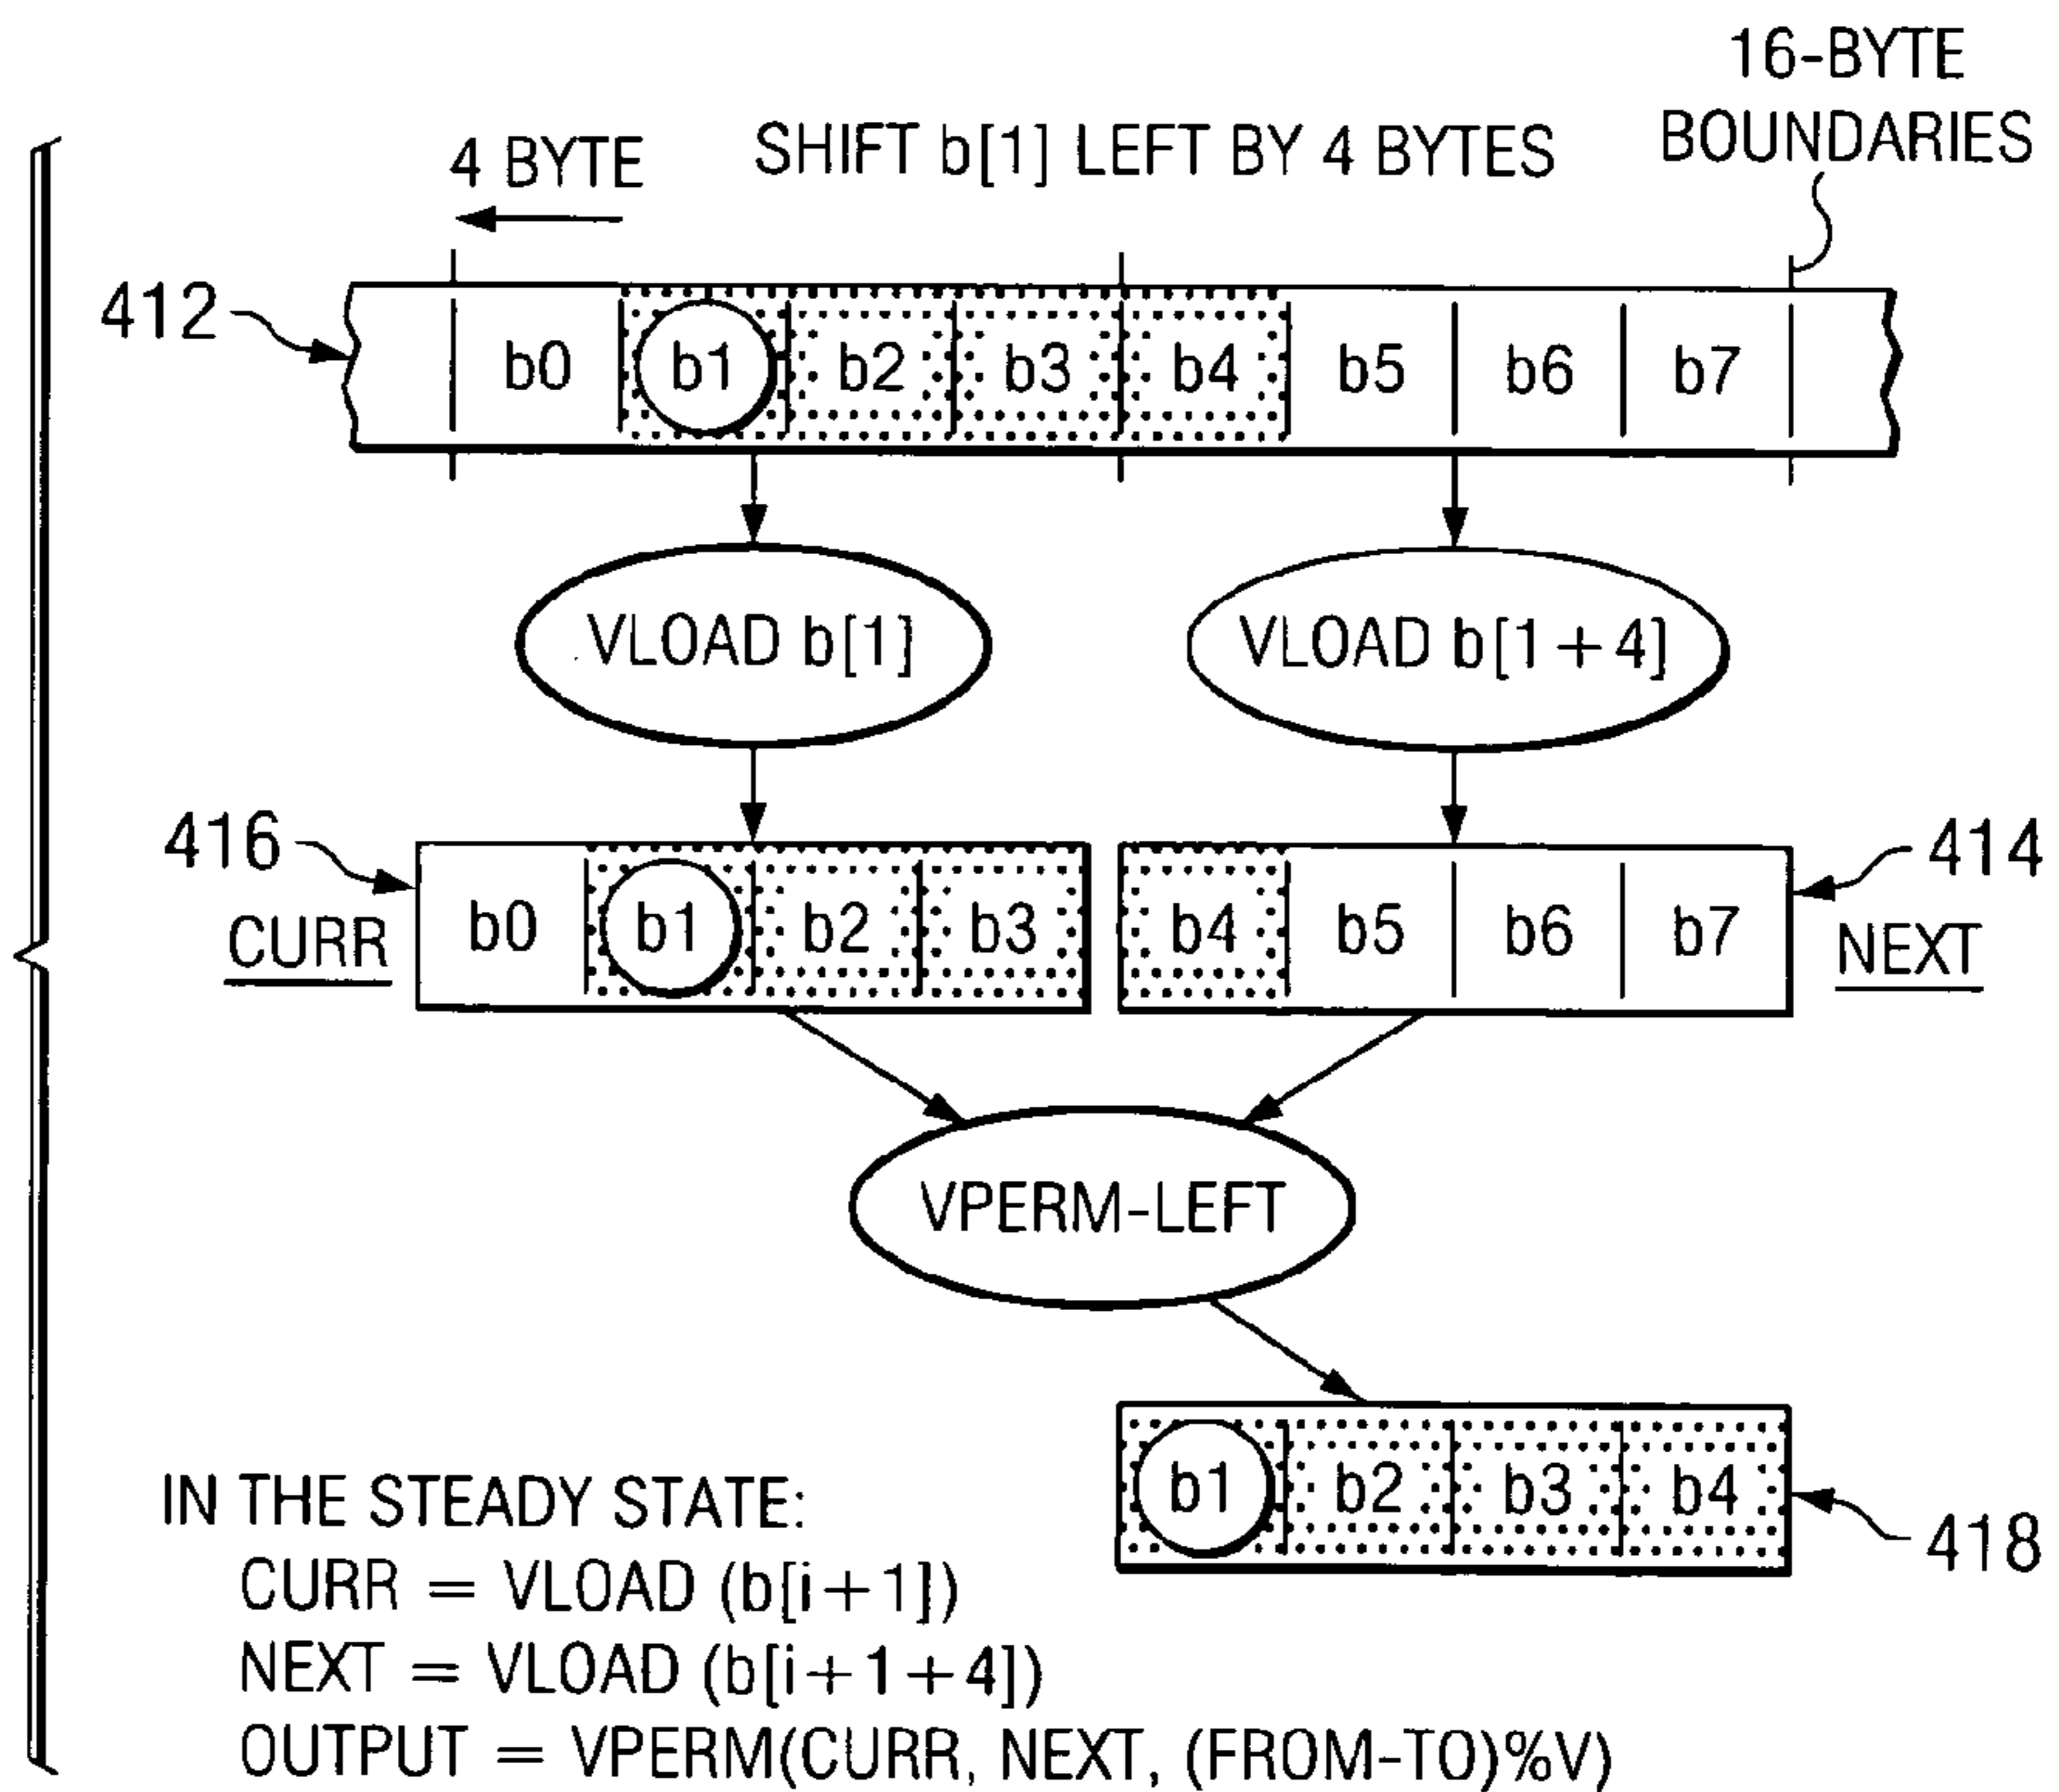 16-BYTE
BOUNDARIES
4 BYTE
SHIFT b[1] LEFT BY 4 BYTES
412
b0 b1 b2 b3 b4 b5 b6 b7
VLOAD b[1]
VLOAD b[1+4]
416
CURR
b0 b1 b2 b3
b4 b5 b6 b7
414
NEXT
VPERM-LEFT
b1 b2 b3 b4
418
IN THE STEADY STATE:
CURR = VLOAD (b[i+1])
NEXT = VLOAD (b[i+1+4])
OUTPUT = VPERM(CURR, NEXT, (FROM-TO)%V)